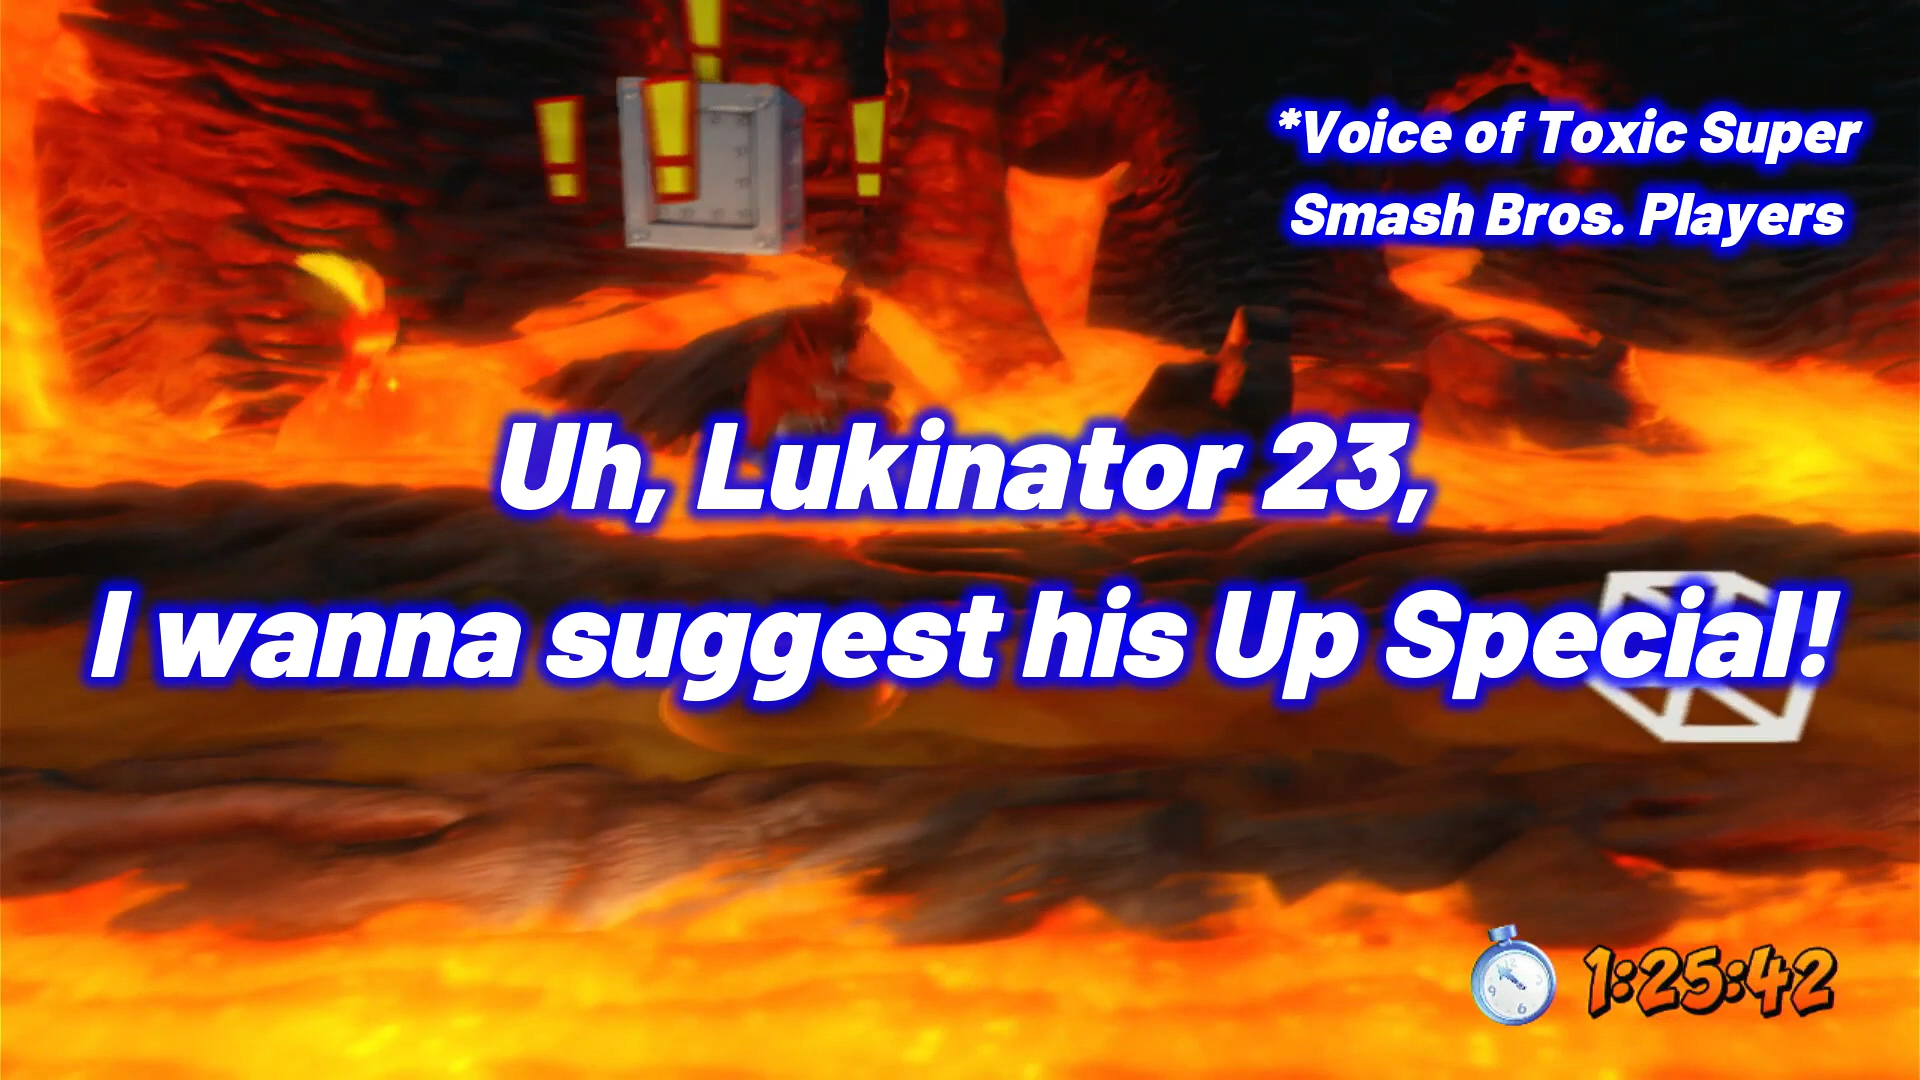 *Voice of Toxic Super
Smash Bros. Players
Uh, Lukinator 23,
I wanna suggest his Up Special!
1:25:42